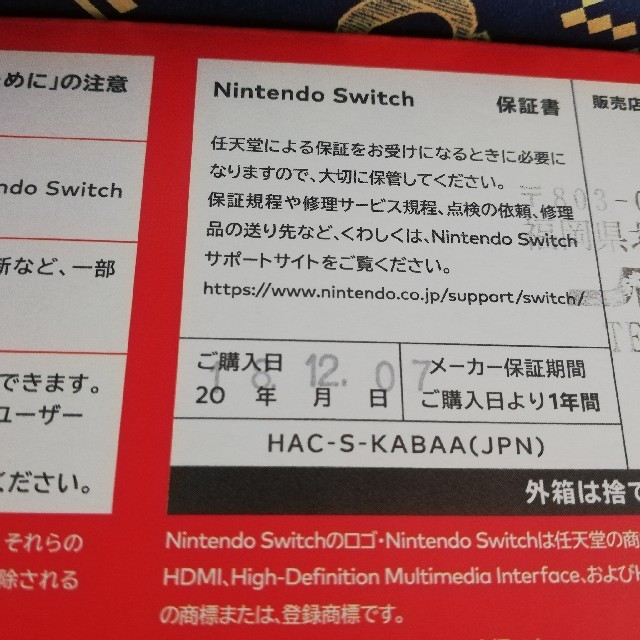 めに」の注意
ndo Switch
新など、一部
できます。
ユーザー
ください。
それらの
除される
Nintendo Switch 保証書
任天堂による保証をお受けになるときに必要に
なりますので、大切に保管してください。
保証規程や修理サービス規程、点検の依頼、修理
品の送り先など、くわしくは、Nintendo Switch
サポートサイトをご覧ください。
https://www.nintendo.co.jp/support/switch/
ご購入日
18.12.07
20 年 月 日
メーカー保証期間
ご購入日より1年間
HAC-S-KABAA(JPN)
外箱は捨て
販売店
〒803-0
福岡県
TE
Nintendo Switchのロゴ・Nintendo Switchは任天堂の商
HDMI、High-Definition Multimedia Interface、およびH
の商標または、登録商標です。